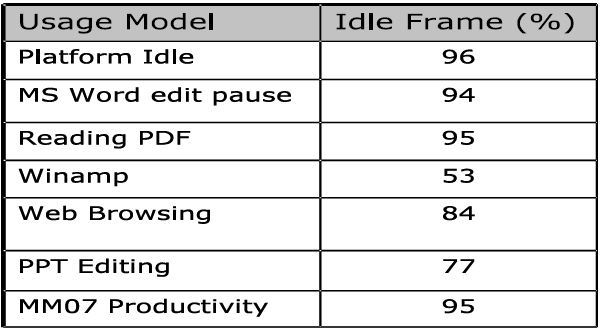 Usage Model Idle Frame (%)
Platform Idle 96
MS Word edit pause 94
Reading PDF 95
Winamp 53
Web Browsing 84
PPT Editing 77
MM07 Productivity 95